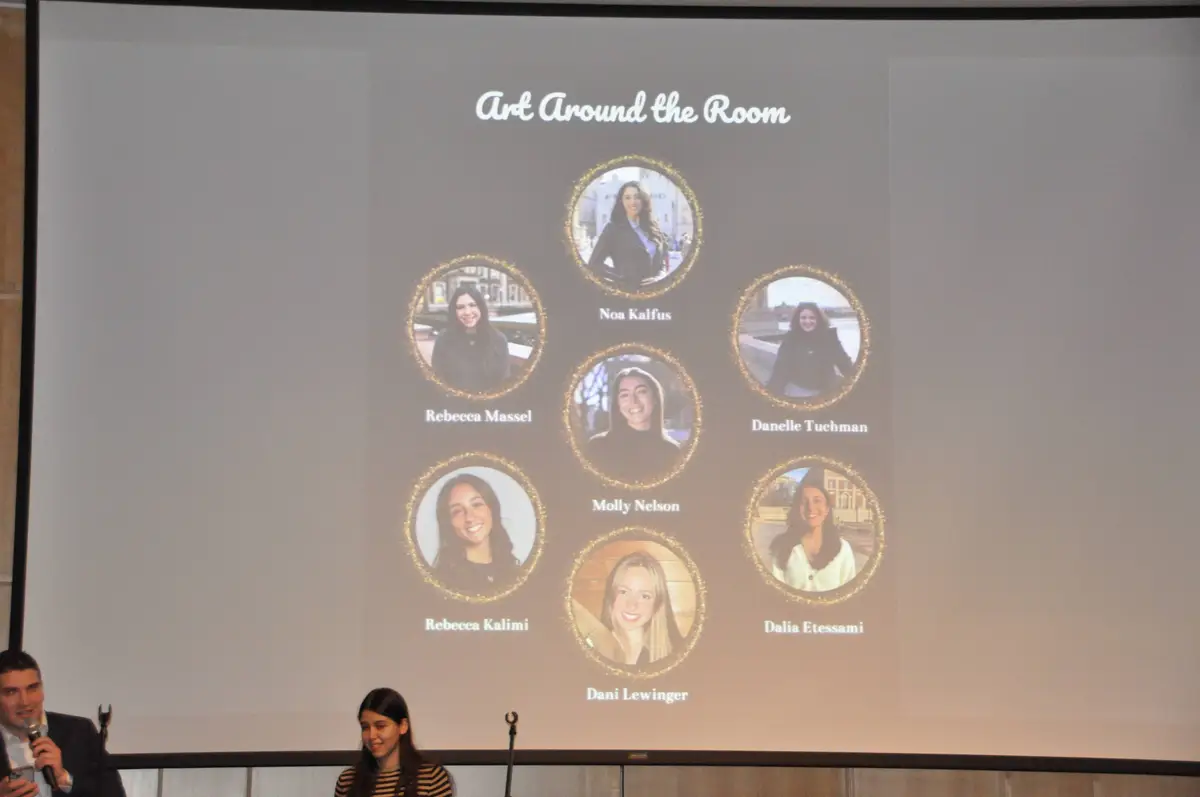 Art Around the Room
Noa Kalfus
Rebecca Massel
Danelle Tuchman
Molly Nelson
Rebecca Kalimi
Dalia Etessami
Dani Lewinger